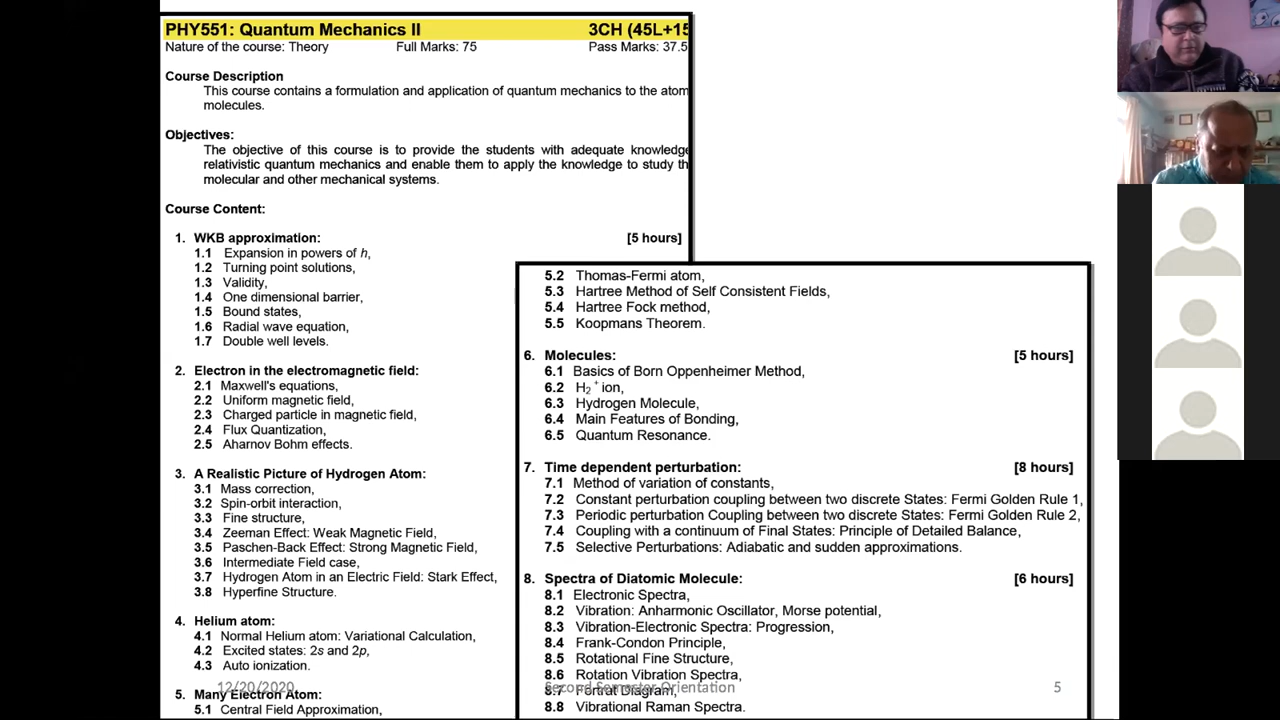 PHY551: Quantum Mechanics II 3CH (45L+15
Nature of the course: Theory Full Marks: 75 Pass Marks: 37.5
Course Description
This course contains a formulation and application of quantum mechanics to the atom
molecules.
Objectives:
The objective of this course is to provide the students with adequate knowledge
relativistic quantum mechanics and enable them to apply the knowledge to study th
molecular and other mechanical systems.
Course Content:
1. WKB approximation: [5 hours]
1.1 Expansion in powers of h,
1.2 Turning point solutions,
1.3 Validity,
1.4 One dimensional barrier,
1.5 Bound states,
1.6 Radial wave equation,
1.7 Double well levels.
2. Electron in the electromagnetic field:
2.1 Maxwell's equations,
2.2 Uniform magnetic field,
2.3 Charged particle in magnetic field,
2.4 Flux Quantization,
2.5 Aharnov Bohm effects.
3. A Realistic Picture of Hydrogen Atom:
3.1 Mass correction,
3.2 Spin-orbit interaction,
3.3 Fine structure,
3.4 Zeeman Effect: Weak Magnetic Field,
3.5 Paschen-Back Effect: Strong Magnetic Field,
3.6 Intermediate Field case,
3.7 Hydrogen Atom in an Electric Field: Stark Effect,
3.8 Hyperfine Structure.
4. Helium atom:
4.1 Normal Helium atom: Variational Calculation,
4.2 Excited states: 2s and 2p,
4.3 Auto ionization.
5. Many Electron Atom:
5.1 Central Field Approximation,
5.2 Thomas-Fermi atom,
5.3 Hartree Method of Self Consistent Fields,
5.4 Hartree Fock method,
5.5 Koopmans Theorem.
6. Molecules: [5 hours]
6.1 Basics of Born Oppenheimer Method,
6.2 H₂⁺ ion,
6.3 Hydrogen Molecule,
6.4 Main Features of Bonding,
6.5 Quantum Resonance.
7. Time dependent perturbation: [8 hours]
7.1 Method of variation of constants,
7.2 Constant perturbation coupling between two discrete States: Fermi Golden Rule 1,
7.3 Periodic perturbation Coupling between two discrete States: Fermi Golden Rule 2,
7.4 Coupling with a continuum of Final States: Principle of Detailed Balance,
7.5 Selective Perturbations: Adiabatic and sudden approximations.
8. Spectra of Diatomic Molecule: [6 hours]
8.1 Electronic Spectra,
8.2 Vibration: Anharmonic Oscillator, Morse potential,
8.3 Vibration-Electronic Spectra: Progression,
8.4 Frank-Condon Principle,
8.5 Rotational Fine Structure,
8.6 Rotation Vibration Spectra,
8.7 Fortrat Diagram,
8.8 Vibrational Raman Spectra.
12/20/2020 Second Semester Orientation 5